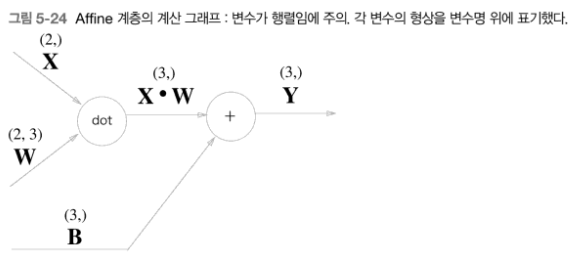 그림 5-24 Affine 계층의 계산 그래프 : 변수가 행렬임에 주의. 각 변수의 형상을 변수명 위에 표기했다.
(2,)
X
(3,)
X • W
(3,)
Y
dot
+
(2, 3)
W
(3,)
B